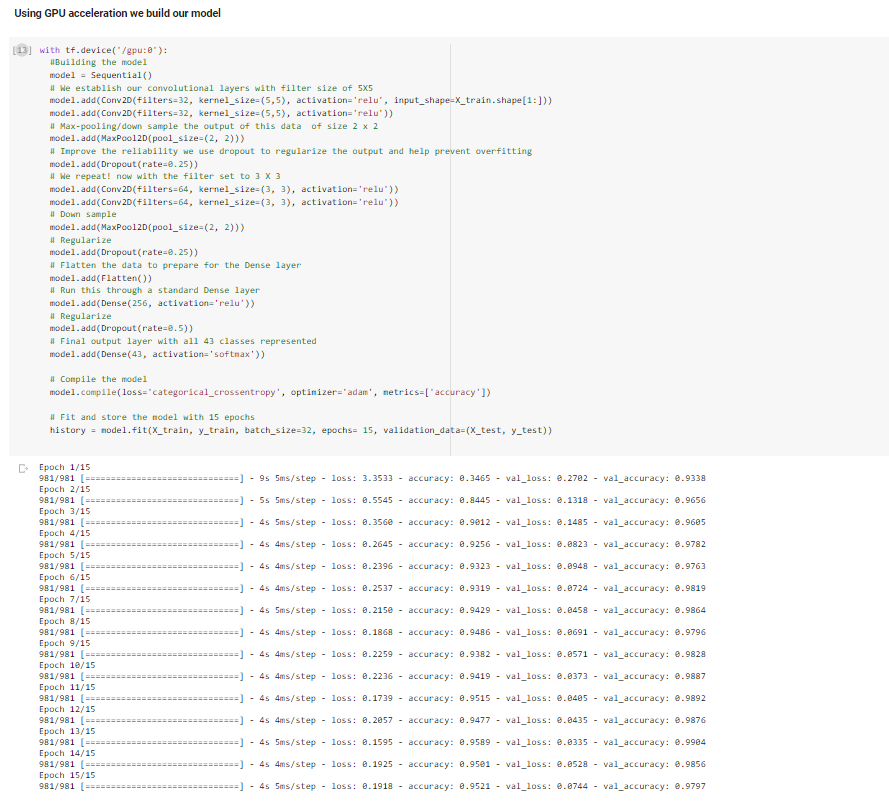 Using GPU acceleration we build our model
[13] with tf.device('/gpu:0'):
#Building the model
model = Sequential()
# We establish our convolutional layers with filter size of 5X5
model.add(Conv2D(filters=32, kernel_size=(5,5), activation='relu', input_shape=X_train.shape[1:]))
model.add(Conv2D(filters=32, kernel_size=(5,5), activation='relu'))
# Max-pooling/down sample the output of this data  of size 2 x 2
model.add(MaxPool2D(pool_size=(2, 2)))
# Improve the reliability we use dropout to regularize the output and help prevent overfitting
model.add(Dropout(rate=0.25))
# We repeat! now with the filter set to 3 X 3
model.add(Conv2D(filters=64, kernel_size=(3, 3), activation='relu'))
model.add(Conv2D(filters=64, kernel_size=(3, 3), activation='relu'))
# Down sample
model.add(MaxPool2D(pool_size=(2, 2)))
# Regularize
model.add(Dropout(rate=0.25))
# Flatten the data to prepare for the Dense layer
model.add(Flatten())
# Run this through a standard Dense layer
model.add(Dense(256, activation='relu'))
# Regularize
model.add(Dropout(rate=0.5))
# Final output layer with all 43 classes represented
model.add(Dense(43, activation='softmax'))
# Compile the model
model.compile(loss='categorical_crossentropy', optimizer='adam', metrics=['accuracy'])
# Fit and store the model with 15 epochs
history = model.fit(X_train, y_train, batch_size=32, epochs= 15, validation_data=(X_test, y_test))
Epoch 1/15
981/981 [==============================] - 9s 5ms/step - loss: 3.3533 - accuracy: 0.3465 - val_loss: 0.2702 - val_accuracy: 0.9338
Epoch 2/15
981/981 [==============================] - 5s 5ms/step - loss: 0.5545 - accuracy: 0.8445 - val_loss: 0.1318 - val_accuracy: 0.9656
Epoch 3/15
981/981 [==============================] - 4s 5ms/step - loss: 0.3560 - accuracy: 0.9012 - val_loss: 0.1485 - val_accuracy: 0.9605
Epoch 4/15
981/981 [==============================] - 4s 4ms/step - loss: 0.2645 - accuracy: 0.9256 - val_loss: 0.0823 - val_accuracy: 0.9782
Epoch 5/15
981/981 [==============================] - 4s 4ms/step - loss: 0.2396 - accuracy: 0.9323 - val_loss: 0.0948 - val_accuracy: 0.9763
Epoch 6/15
981/981 [==============================] - 4s 4ms/step - loss: 0.2537 - accuracy: 0.9319 - val_loss: 0.0724 - val_accuracy: 0.9819
Epoch 7/15
981/981 [==============================] - 4s 5ms/step - loss: 0.2150 - accuracy: 0.9429 - val_loss: 0.0458 - val_accuracy: 0.9864
Epoch 8/15
981/981 [==============================] - 4s 4ms/step - loss: 0.1868 - accuracy: 0.9486 - val_loss: 0.0691 - val_accuracy: 0.9796
Epoch 9/15
981/981 [==============================] - 4s 4ms/step - loss: 0.2259 - accuracy: 0.9382 - val_loss: 0.0571 - val_accuracy: 0.9828
Epoch 10/15
981/981 [==============================] - 4s 4ms/step - loss: 0.2236 - accuracy: 0.9419 - val_loss: 0.0373 - val_accuracy: 0.9887
Epoch 11/15
981/981 [==============================] - 4s 4ms/step - loss: 0.1739 - accuracy: 0.9515 - val_loss: 0.0405 - val_accuracy: 0.9892
Epoch 12/15
981/981 [==============================] - 4s 4ms/step - loss: 0.2057 - accuracy: 0.9477 - val_loss: 0.0435 - val_accuracy: 0.9876
Epoch 13/15
981/981 [==============================] - 4s 5ms/step - loss: 0.1595 - accuracy: 0.9589 - val_loss: 0.0335 - val_accuracy: 0.9904
Epoch 14/15
981/981 [==============================] - 4s 4ms/step - loss: 0.1925 - accuracy: 0.9501 - val_loss: 0.0528 - val_accuracy: 0.9856
Epoch 15/15
981/981 [==============================] - 4s 5ms/step - loss: 0.1918 - accuracy: 0.9521 - val_loss: 0.0744 - val_accuracy: 0.9797